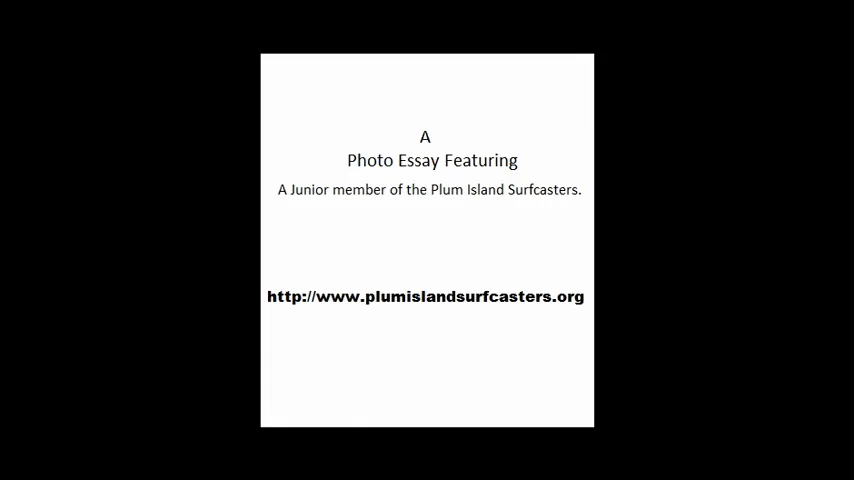 A
Photo Essay Featuring
A Junior member of the Plum Island Surfcasters.
http://www.plumislandsurfcasters.org